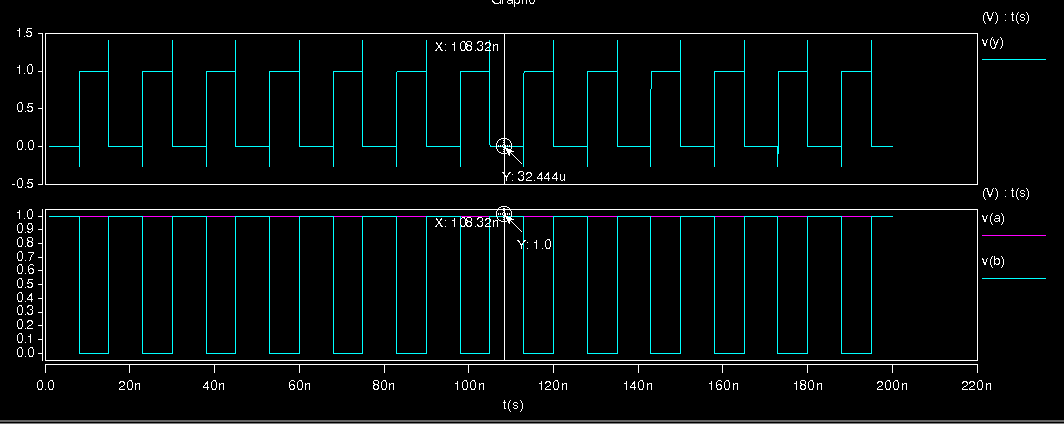 Graph0
(V) : t(s)
v(y)
1.5
X: 108.32n
1.0
0.5
0.0
Y: 32.444u
-0.5
(V) : t(s)
1.0
v(a)
X: 108.32n
0.9
0.8
Y: 1.0
0.7
v(b)
0.6
0.5
0.4
0.3
0.2
0.1
0.0
0.0 20n 40n 60n 80n 100n 120n 140n 160n 180n 200n 220n
t(s)